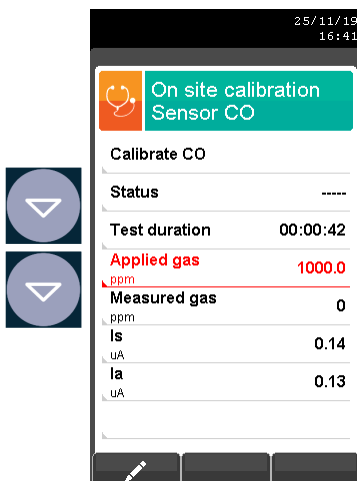 25/11/19
16:41
On site calibration
Sensor CO
Calibrate CO
Status -----
Test duration 00:00:42
Applied gas 1000.0
ppm
Measured gas 0
ppm
Is 0.14
uA
Ia 0.13
uA